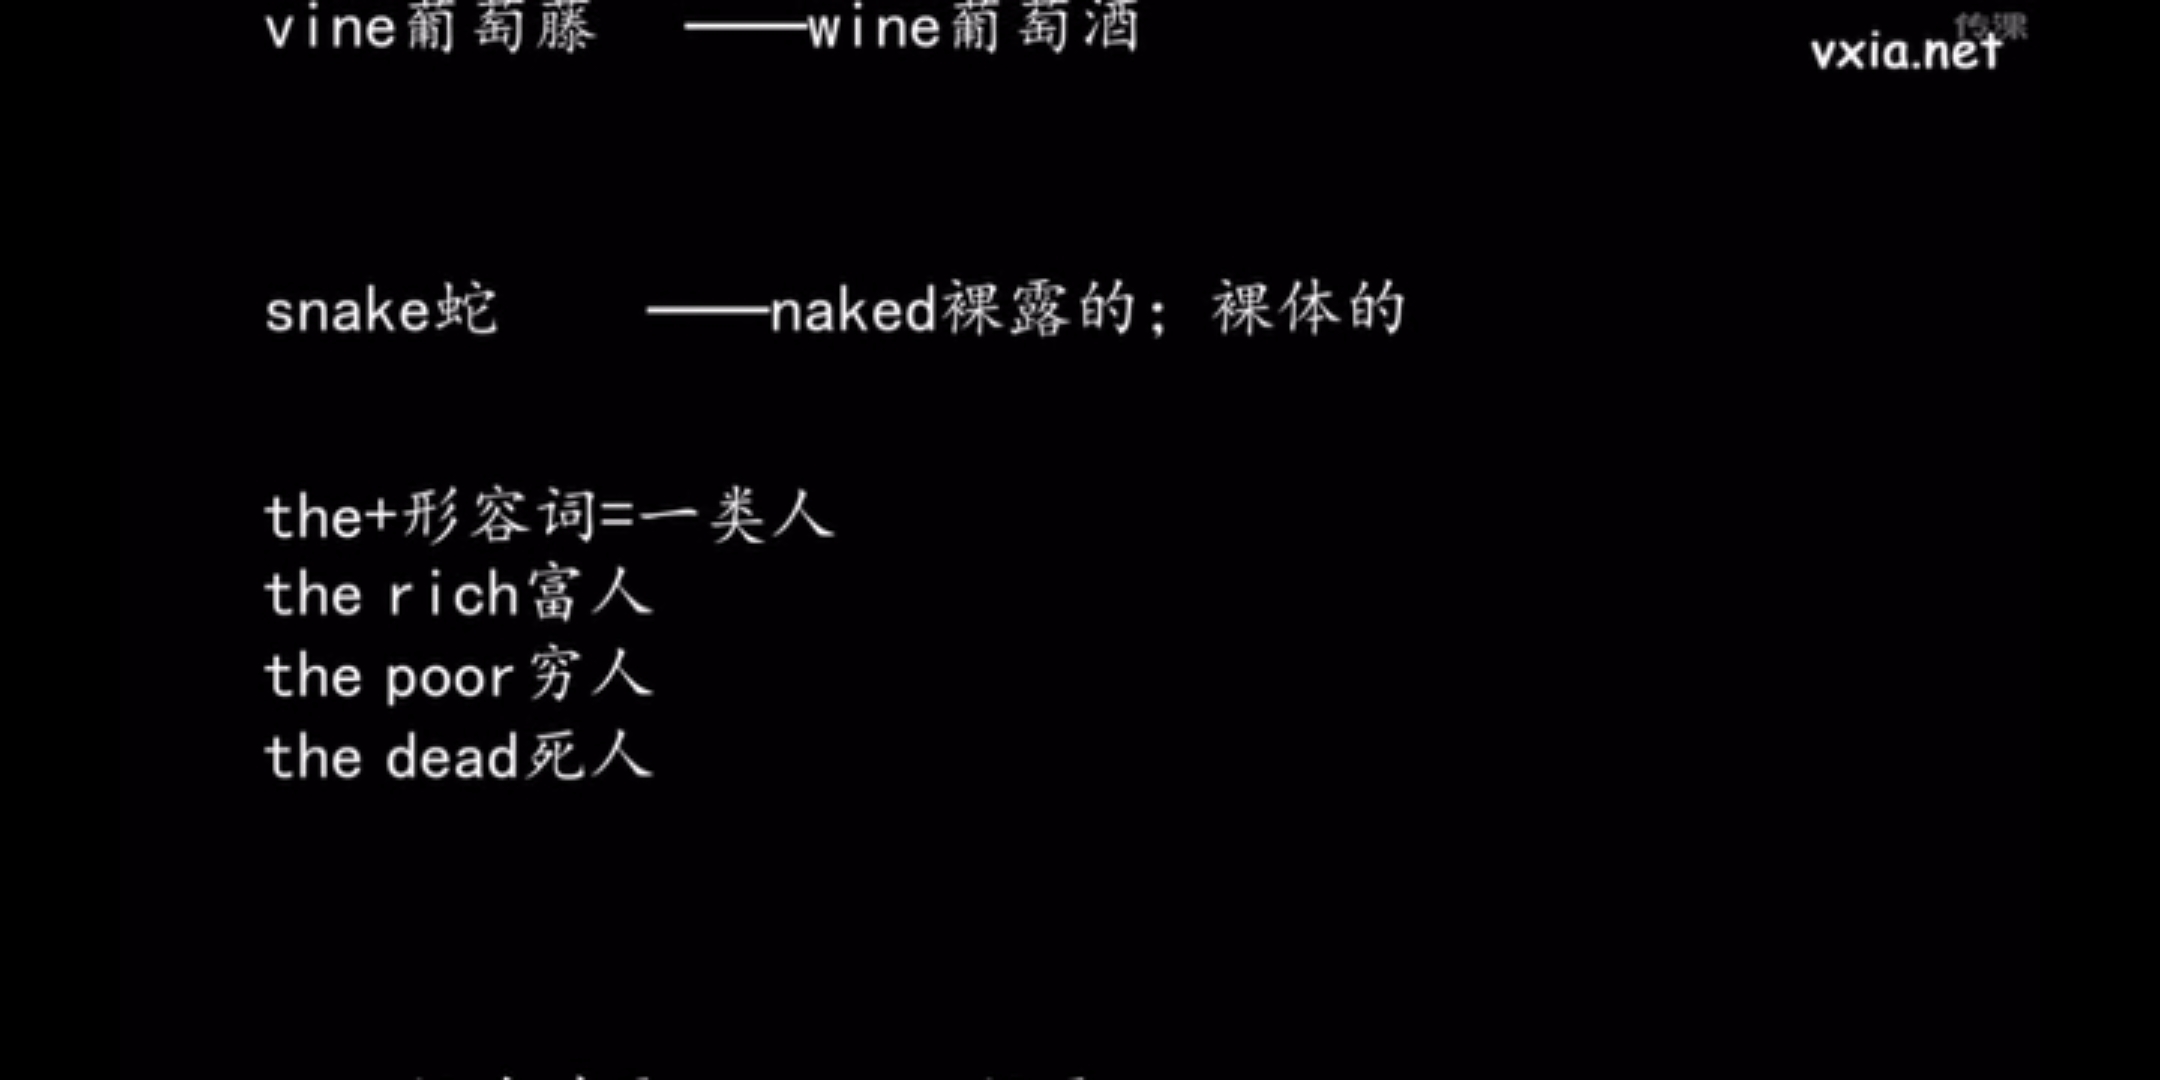 vine葡萄藤 ——wine葡萄酒
传课
vxia.net
snake蛇 ——naked裸露的；裸体的
the+形容词=一类人
the rich富人
the poor穷人
the dead死人